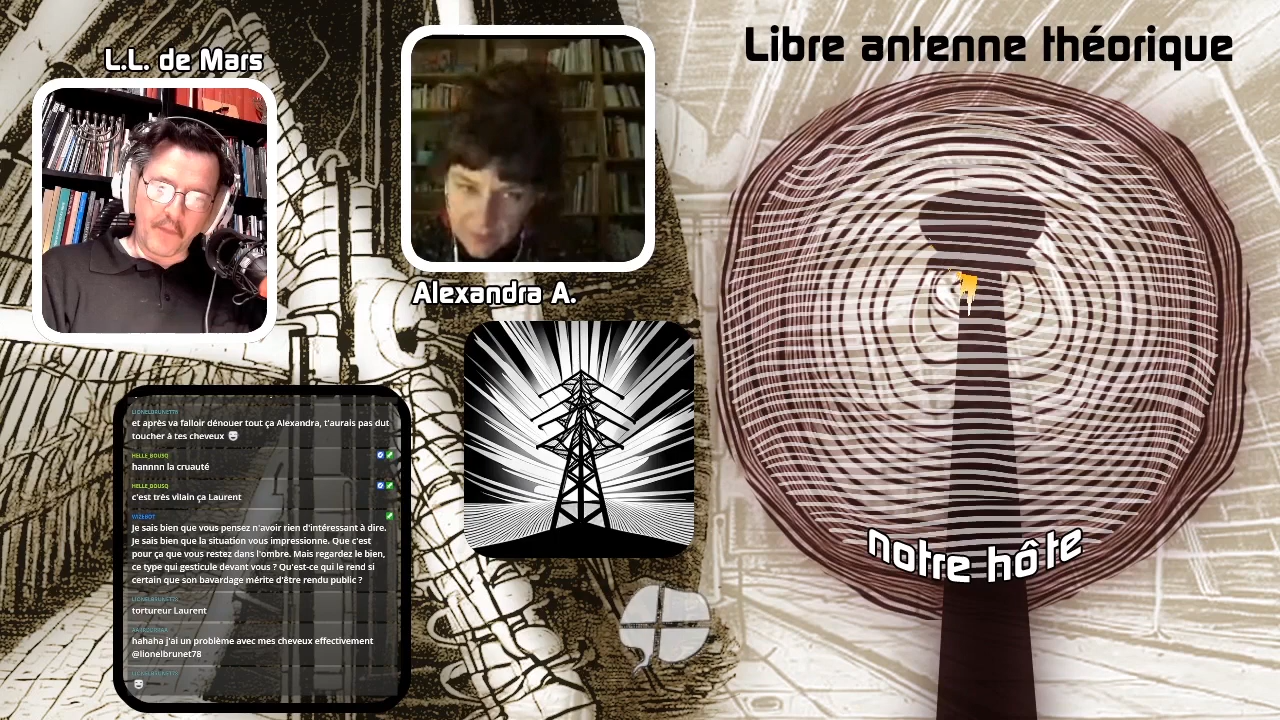 L.L. de Mars
Libre antenne théorique
Alexandra A.
LIONELBRUNET78
et après va falloir dénouer tout ça Alexandra, t'aurais pas dut
toucher à tes cheveux
HELLE_BOUSQ
hannnn la cruauté
HELLE_BOUSQ
c'est très vilain ça Laurent
WIZEBOT
Je sais bien que vous pensez n'avoir rien d'intéressant à dire.
Je sais bien que la situation vous impressionne. Que c'est
pour ça que vous restez dans l'ombre. Mais regardez le bien,
ce type qui gesticule devant vous ? Qu'est-ce qui le rend si
certain que son bavardage mérite d'être rendu public ?
LIONELBRUNET78
tortureur Laurent
hahaha j'ai un problème avec mes cheveux effectivement
@lionelbrunet78
LIONELBRUNET78
notre hôte